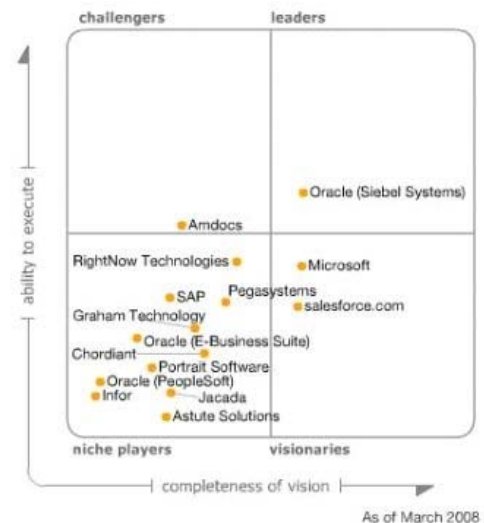 challengers
leaders
ability to execute
Oracle (Siebel Systems)
Amdocs
RightNow Technologies
Microsoft
Pegasystems
SAP
salesforce.com
Graham Technology
Oracle (E-Business Suite)
Chordiant
Portrait Software
Oracle (PeopleSoft)
Infor
Jacada
Astute Solutions
niche players
visionaries
completeness of vision
As of March 2008